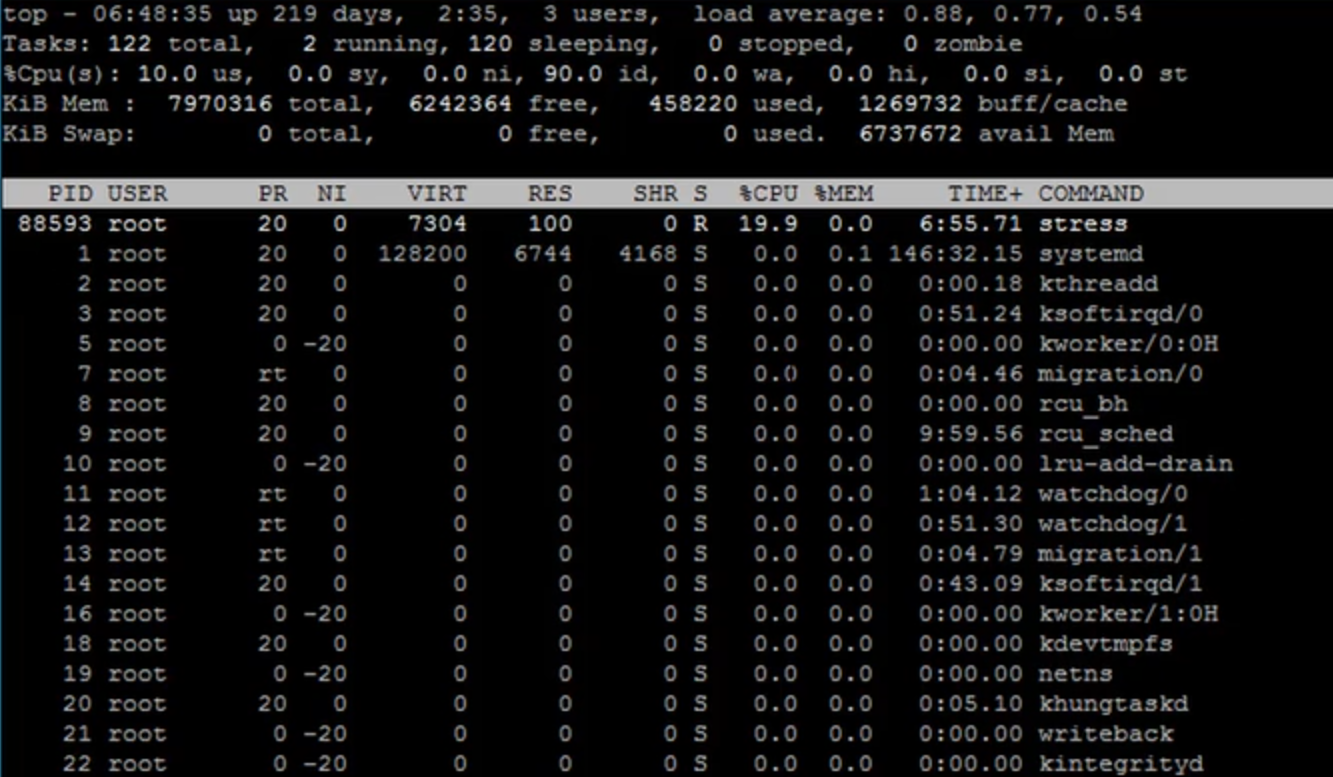 top - 06:48:35 up 219 days,  2:35,  3 users,  load average: 0.88, 0.77, 0.54
Tasks: 122 total,   2 running, 120 sleeping,   0 stopped,   0 zombie
%Cpu(s): 10.0 us,  0.0 sy,  0.0 ni, 90.0 id,  0.0 wa,  0.0 hi,  0.0 si,  0.0 st
KiB Mem :  7970316 total,  6242364 free,   458220 used,  1269732 buff/cache
KiB Swap:        0 total,        0 free,        0 used.  6737672 avail Mem
   PID USER      PR  NI    VIRT    RES    SHR S  %CPU %MEM     TIME+ COMMAND
 88593 root      20   0    7304    100      0 R  19.9  0.0   6:55.71 stress
     1 root      20   0  128200   6744   4168 S   0.0  0.1 146:32.15 systemd
     2 root      20   0       0      0      0 S   0.0  0.0   0:00.18 kthreadd
     3 root      20   0       0      0      0 S   0.0  0.0   0:51.24 ksoftirqd/0
     5 root       0 -20       0      0      0 S   0.0  0.0   0:00.00 kworker/0:0H
     7 root      rt   0       0      0      0 S   0.0  0.0   0:04.46 migration/0
     8 root      20   0       0      0      0 S   0.0  0.0   0:00.00 rcu_bh
     9 root      20   0       0      0      0 S   0.0  0.0   9:59.56 rcu_sched
    10 root       0 -20       0      0      0 S   0.0  0.0   0:00.00 lru-add-drain
    11 root      rt   0       0      0      0 S   0.0  0.0   1:04.12 watchdog/0
    12 root      rt   0       0      0      0 S   0.0  0.0   0:51.30 watchdog/1
    13 root      rt   0       0      0      0 S   0.0  0.0   0:04.79 migration/1
    14 root      20   0       0      0      0 S   0.0  0.0   0:43.09 ksoftirqd/1
    16 root       0 -20       0      0      0 S   0.0  0.0   0:00.00 kworker/1:0H
    18 root      20   0       0      0      0 S   0.0  0.0   0:00.00 kdevtmpfs
    19 root       0 -20       0      0      0 S   0.0  0.0   0:00.00 netns
    20 root      20   0       0      0      0 S   0.0  0.0   0:05.10 khungtaskd
    21 root       0 -20       0      0      0 S   0.0  0.0   0:00.00 writeback
    22 root       0 -20       0      0      0 S   0.0  0.0   0:00.00 kintegrityd